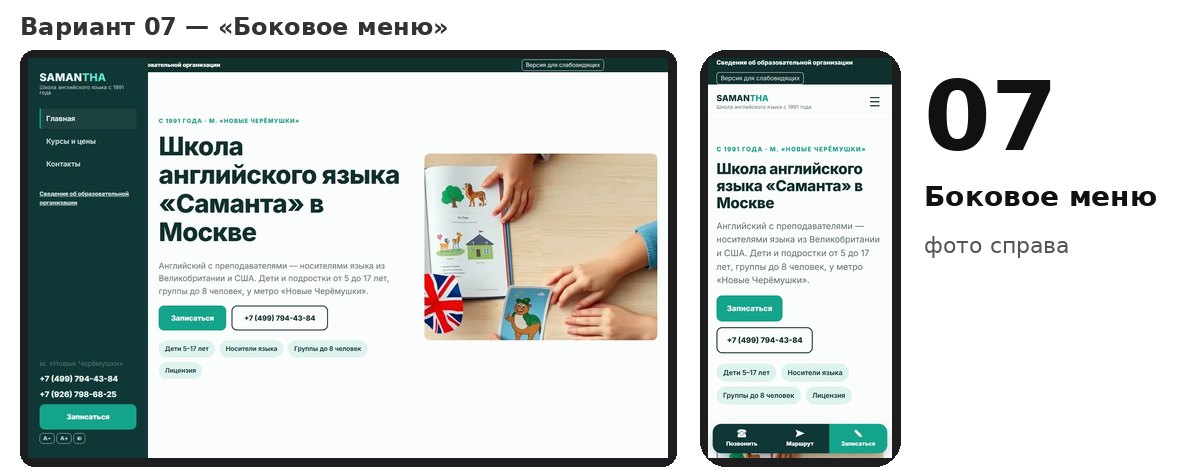 Вариант 07 — «Боковое меню»
SAMANTHA
Школа английского языка с 1991
года
Главная
Курсы и цены
Контакты
Сведения об образовательной
организации
м. «Новые Черёмушки»
+7 (499) 794-43-84
+7 (926) 798-68-25
Записаться
A−
A+
овательной организации
Версия для слабовидящих
С 1991 ГОДА · М. «НОВЫЕ ЧЕРЁМУШКИ»
Школа
английского языка
«Саманта» в
Москве
Английский с преподавателями — носителями языка из
Великобритании и США. Дети и подростки от 5 до 17 лет,
группы до 8 человек, у метро «Новые Черёмушки».
Записаться
+7 (499) 794-43-84
Дети 5–17 лет
Носители языка
Группы до 8 человек
Лицензия
Сведения об образовательной организации
Версия для слабовидящих
SAMANTHA
Школа английского языка с 1991 года
С 1991 ГОДА · М. «НОВЫЕ ЧЕРЁМУШКИ»
Школа английского
языка «Саманта» в
Москве
Английский с преподавателями —
носителями языка из Великобритании
и США. Дети и подростки от 5 до 17
лет, группы до 8 человек, у метро
«Новые Черёмушки».
Записаться
+7 (499) 794-43-84
Дети 5–17 лет
Носители языка
Группы до 8 человек
Лицензия
Позвонить
Маршрут
Записаться
07
Боковое меню
фото справа